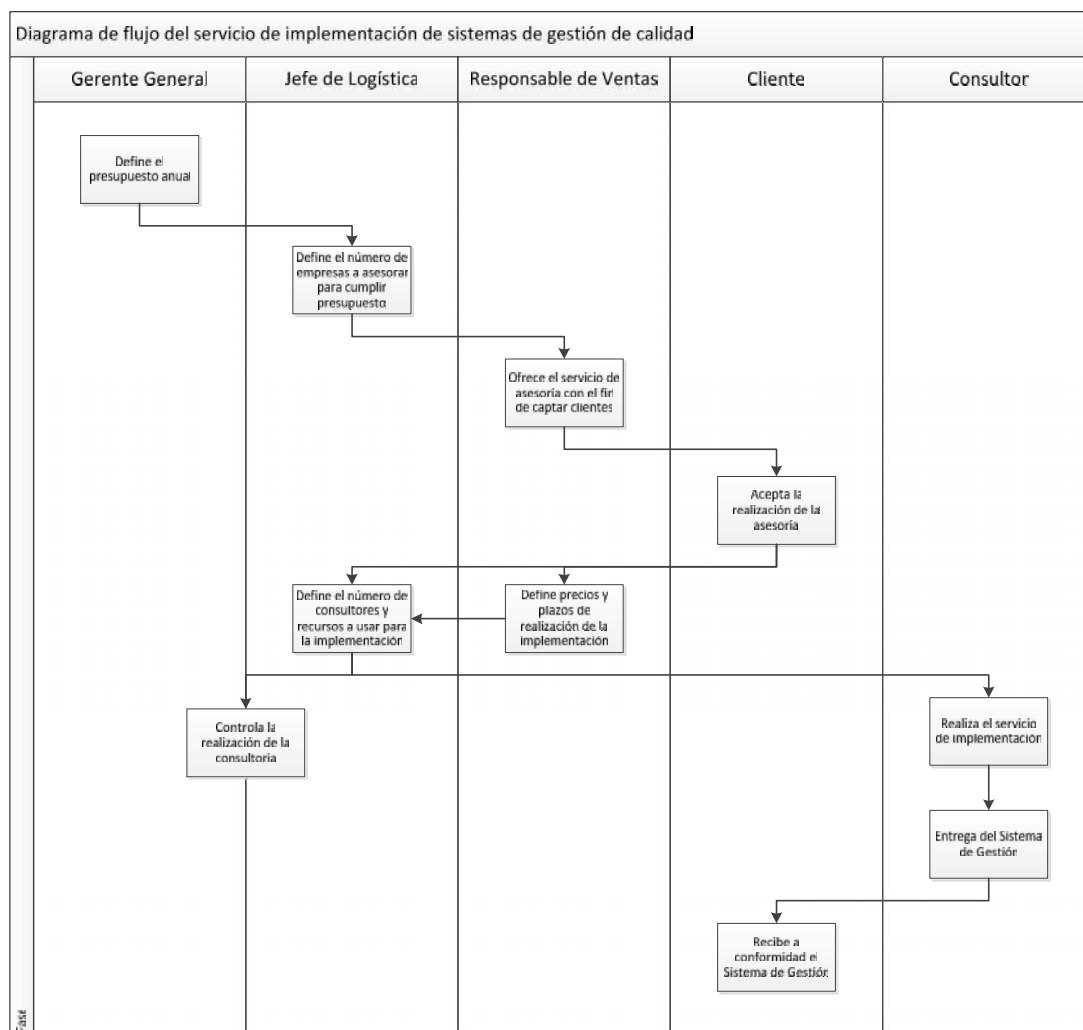 Diagrama de flujo del servicio de implementación de sistemas de gestión de calidad
Gerente General
Jefe de Logística
Responsable de Ventas
Cliente
Consultor
Define el
presupuesto anual
Define el número de
empresas a asesorar
para cumplir
presupuesto
Ofrece el servicio de
asesoría con el fin
de captar clientes
Acepta la
realización de la
asesoría
Define el número de
consultores y
recursos a usar para
la implementación
Define precios y
plazos de
realización de la
implementación
Controla la
realización de la
consultoria
Realiza el servicio
de implementación
Entrega del Sistema
de Gestión
Recibe a
conformidad el
Sistema de Gestión
Fase